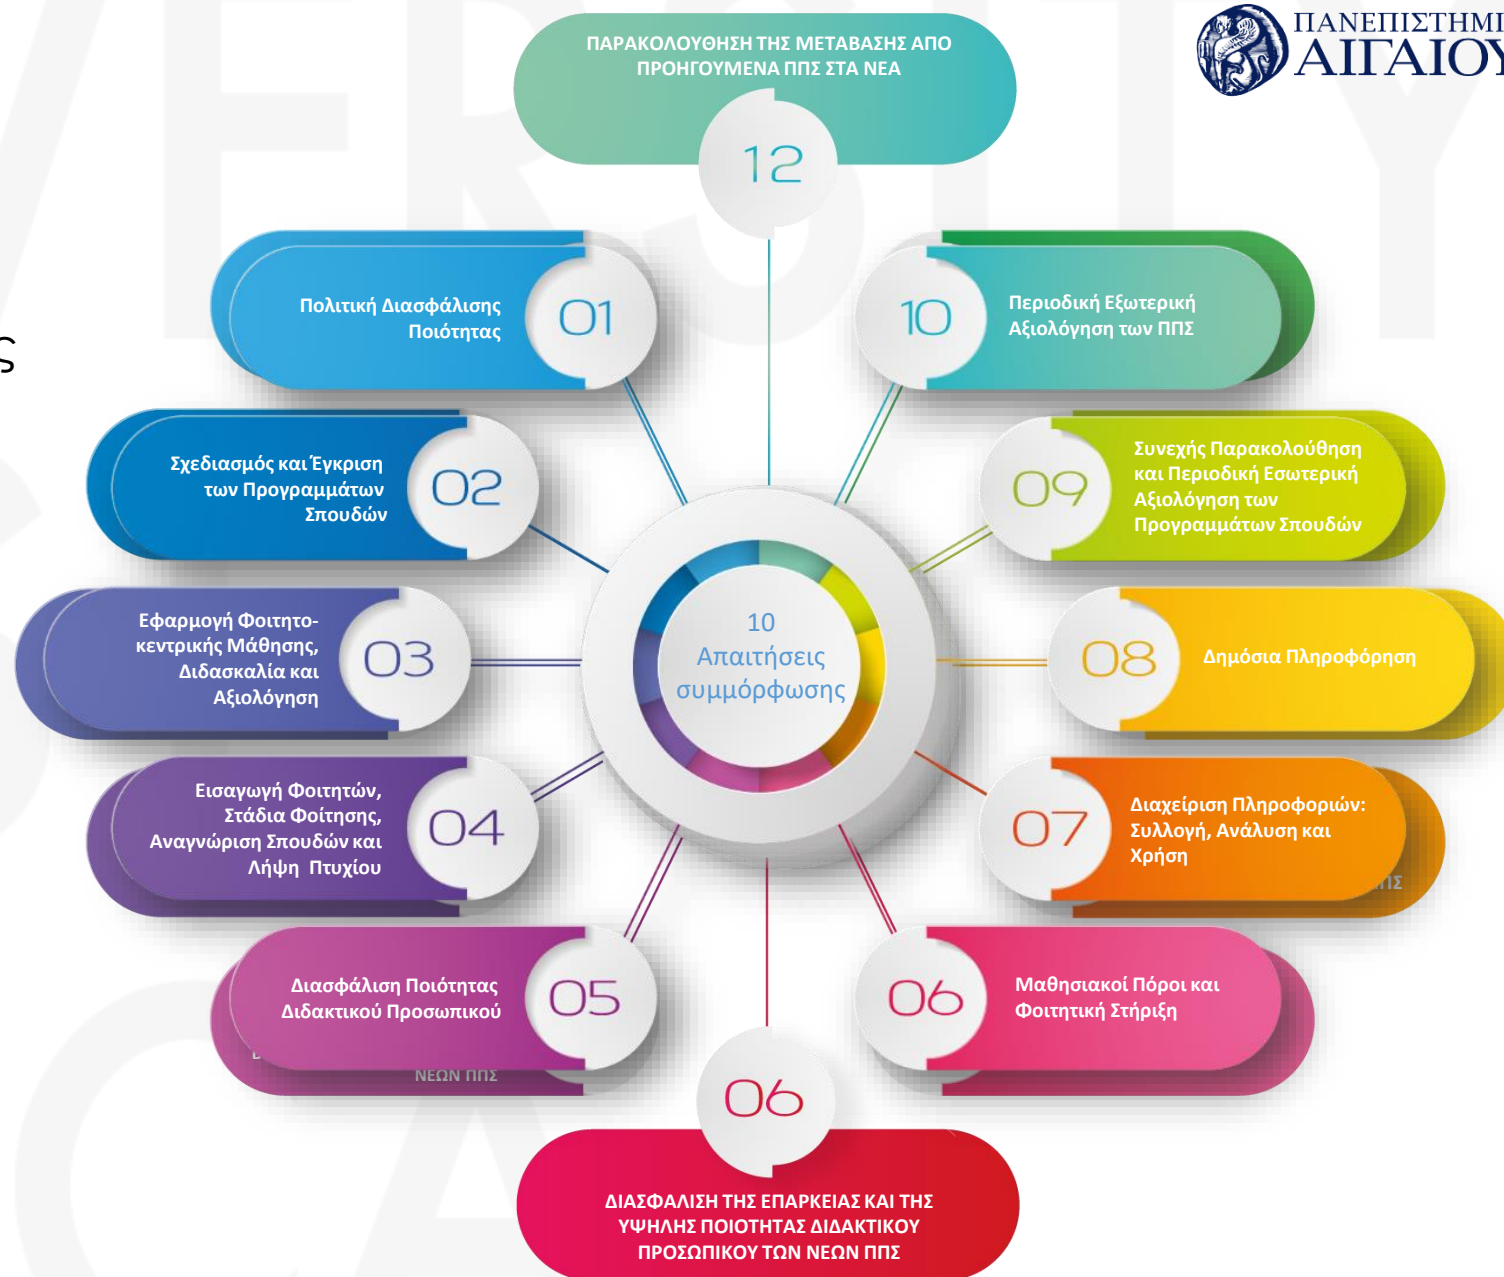 ΠΑΝΕΠΙΣΤΗΜΙ
ΑΙΓΑΙΟΥ
ΠΑΡΑΚΟΛΟΥΘΗΣΗ ΤΗΣ ΜΕΤΑΒΑΣΗΣ ΑΠΟ
ΠΡΟΗΓΟΥΜΕΝΑ ΠΠΣ ΣΤΑ ΝΕΑ
12
Πολιτική Διασφάλισης
Ποιότητας
01
10
Περιοδική Εξωτερική
Αξιολόγηση των ΠΠΣ
ς
Σχεδιασμός και Έγκριση
των Προγραμμάτων
Σπουδών
02
09
Συνεχής Παρακολούθηση
και Περιοδική Εσωτερική
Αξιολόγηση των
Προγραμμάτων Σπουδών
Εφαρμογή Φοιτητο-
κεντρικής Μάθησης,
Διδασκαλία και
Αξιολόγηση
03
10
Απαιτήσεις
συμμόρφωσης
08
Δημόσια Πληροφόρηση
Εισαγωγή Φοιτητών,
Στάδια Φοίτησης,
Αναγνώριση Σπουδών και
Λήψη Πτυχίου
04
07
Διαχείριση Πληροφοριών:
Συλλογή, Ανάλυση και
Χρήση
ΠΠΣ
Διασφάλιση Ποιότητας
Διδακτικού Προσωπικού
05
ΝΕΩΝ ΠΠΣ
06
Μαθησιακοί Πόροι και
Φοιτητική Στήριξη
06
ΔΙΑΣΦΑΛΙΣΗ ΤΗΣ ΕΠΑΡΚΕΙΑΣ ΚΑΙ ΤΗΣ
ΥΨΗΛΗΣ ΠΟΙΟΤΗΤΑΣ ΔΙΔΑΚΤΙΚΟΥ
ΠΡΟΣΩΠΙΚΟΥ ΤΩΝ ΝΕΩΝ ΠΠΣ